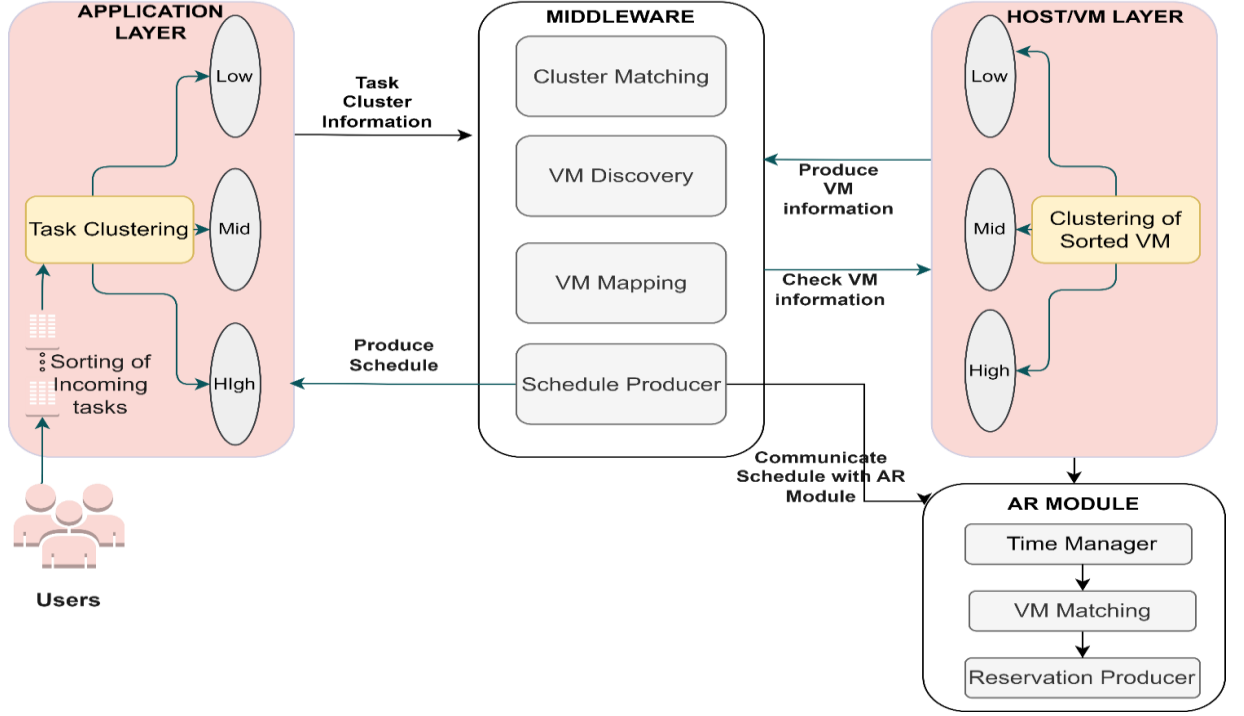 APPLICATION
LAYER
Low
Task Clustering
Mid
Sorting of
Incoming
tasks
HIgh
Users
Task
Cluster
Information
Produce
Schedule
MIDDLEWARE
Cluster Matching
VM Discovery
VM Mapping
Schedule Producer
Produce
VM
information
Check VM
information
Communicate
Schedule with AR
Module
HOST/VM LAYER
Low
Mid
Clustering of
Sorted VM
High
AR MODULE
Time Manager
VM Matching
Reservation Producer